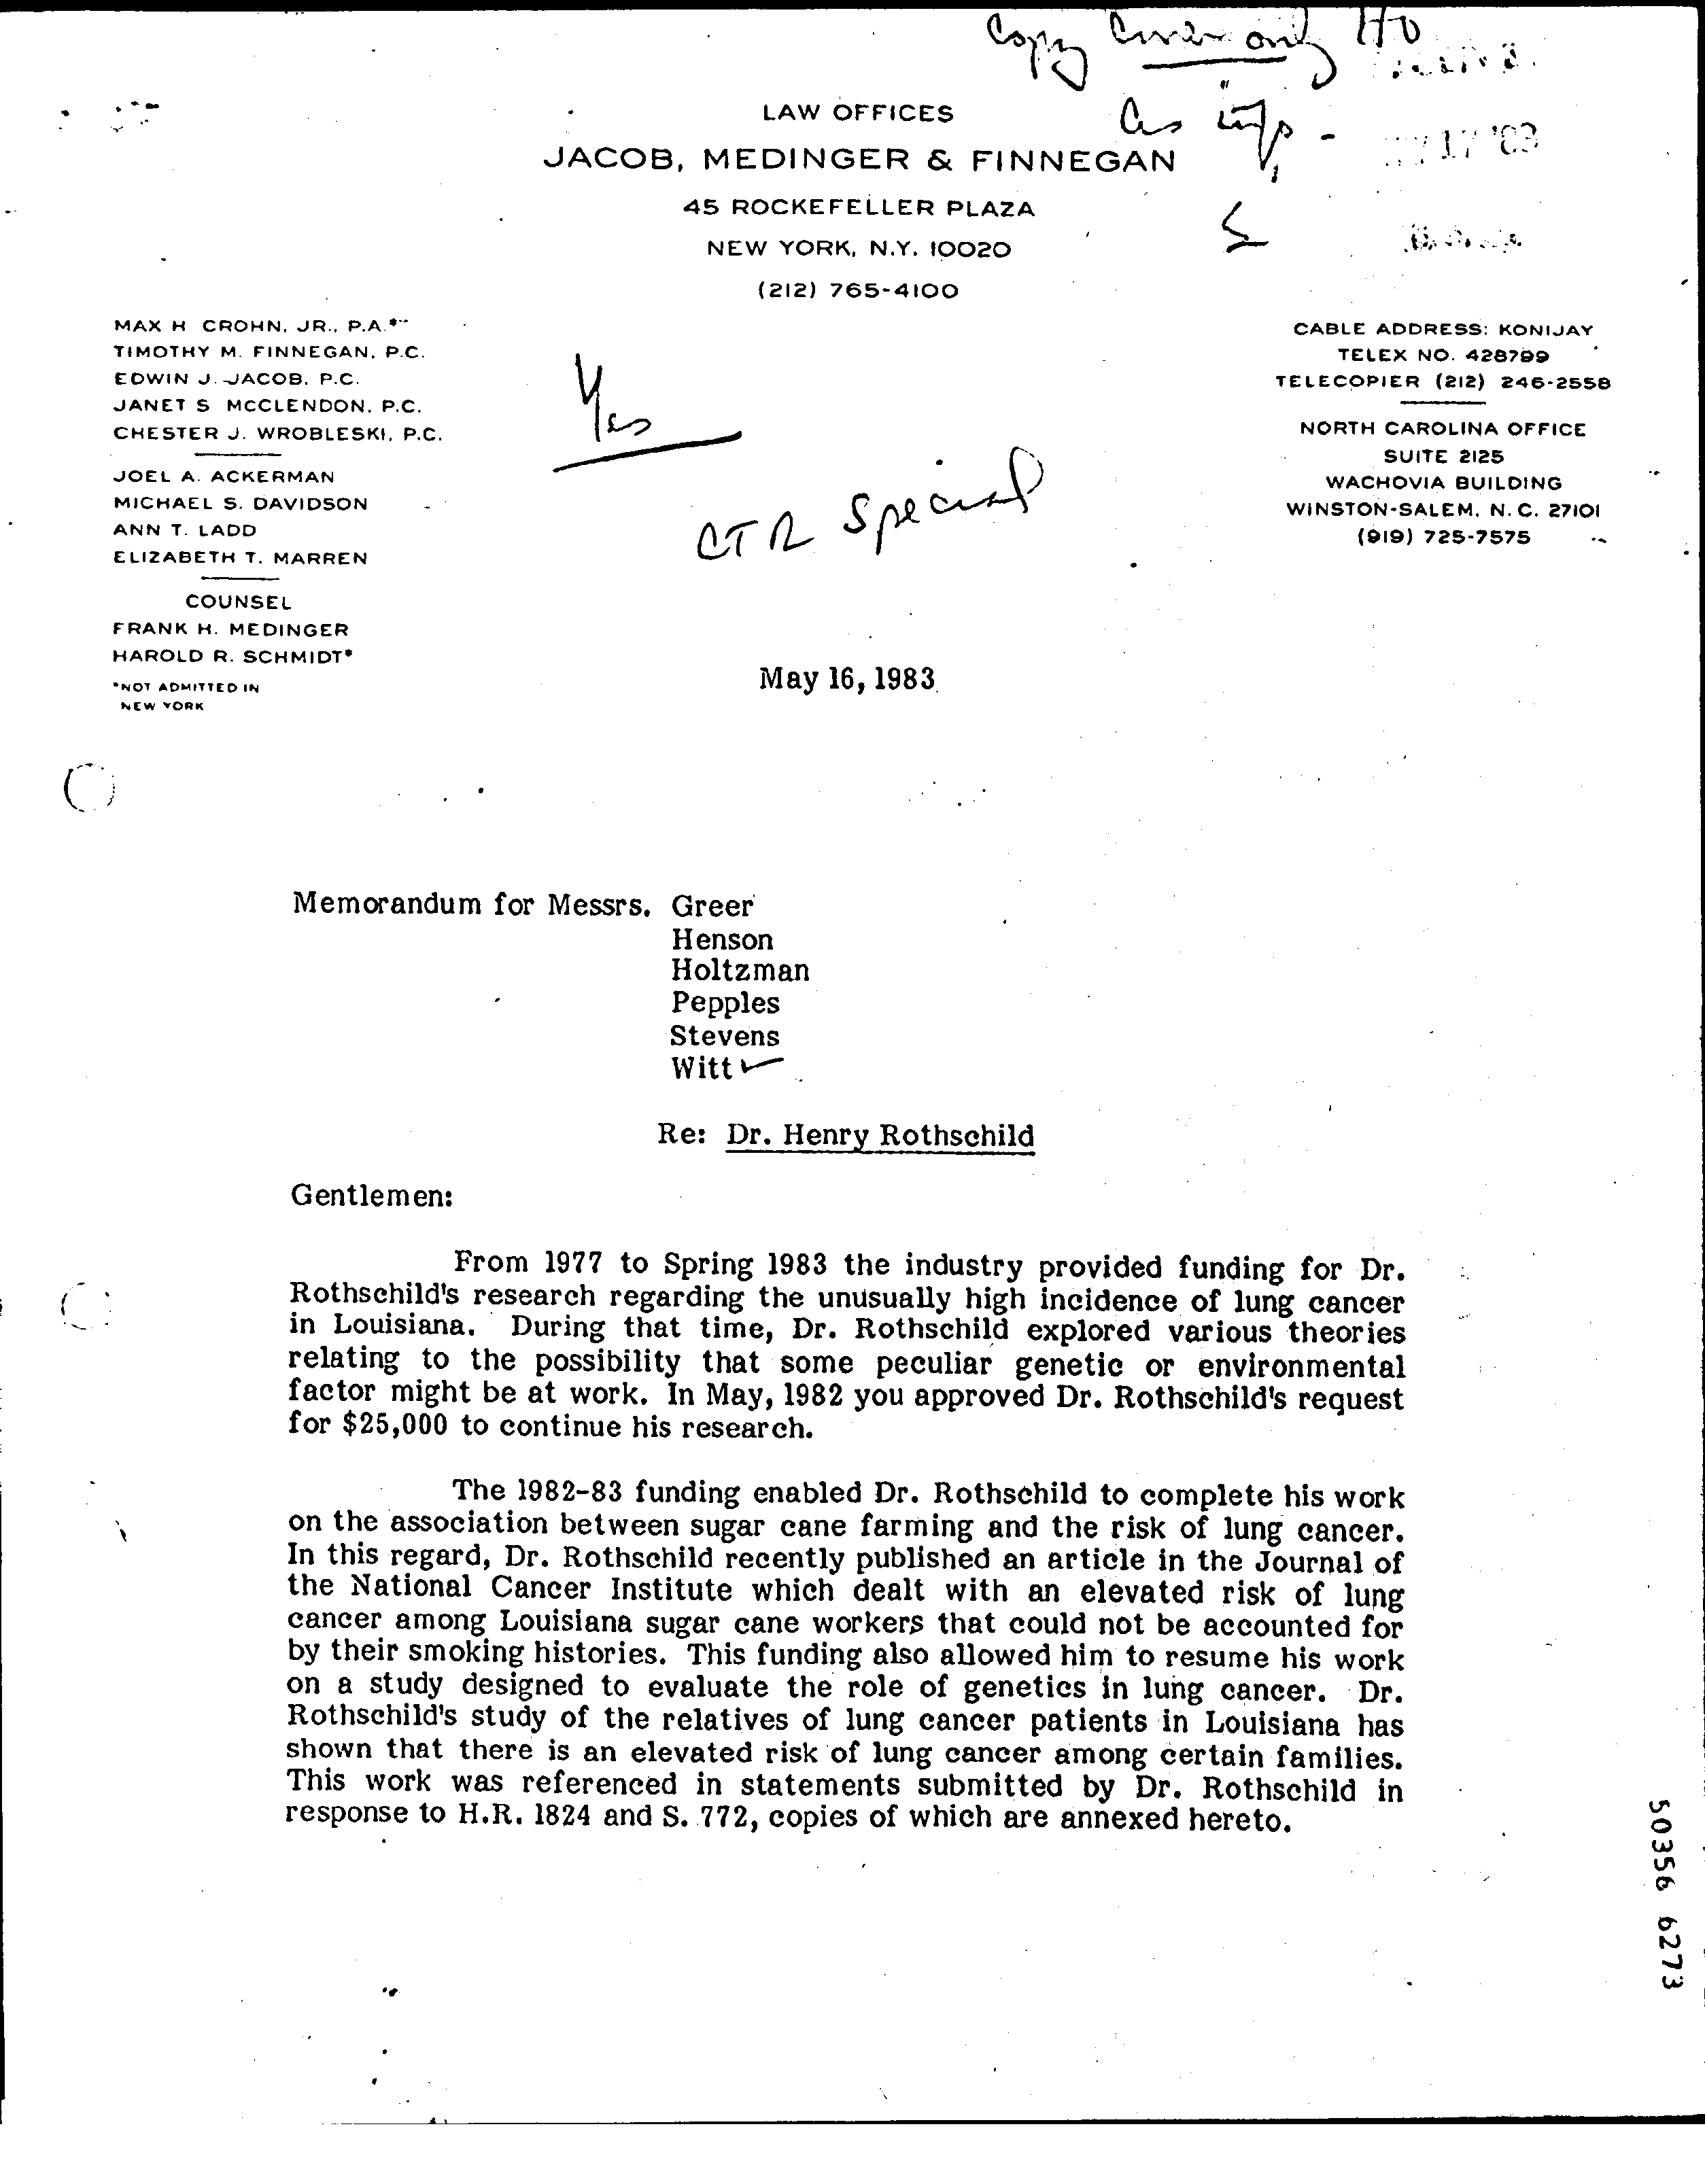 Copy Cover only
As info -
LAW OFFICES
JACOB, MEDINGER & FINNEGAN
17 '83
45 ROCKEFELLER PLAZA
NEW YORK, N.Y. 10020
(212) 765-4100
MAX H CROHN, JR., P.A.*
TIMOTHY M. FINNEGAN, P.C.
EDWIN J. JACOB, P.C.
JANET S McCLENDON, P.C.
CHESTER J. WROBLESKI, P.C.
JOEL A. ACKERMAN
MICHAEL S. DAVIDSON
ANN T. LADD
ELIZABETH T. MARREN
COUNSEL
FRANK H. MEDINGER
HAROLD R. SCHMIDT*
*NOT ADMITTED IN
NEW YORK
CABLE ADDRESS: KONIJAY
TELEX NO. 428799
TELECOPIER (212) 246-2558
NORTH CAROLINA OFFICE
SUITE 2125
WACHOVIA BUILDING
WINSTON-SALEM, N.C. 27101
(919) 725-7575
Yes
CTR Special
May 16, 1983
Memorandum for Messrs. Greer
Henson
Holtzman
Pepples
Stevens
Witt
Re: Dr. Henry Rothschild
Gentlemen:
From 1977 to Spring 1983 the industry provided funding for Dr.
Rothschild's research regarding the unusually high incidence of lung cancer
in Louisiana. During that time, Dr. Rothschild explored various theories
relating to the possibility that some peculiar genetic or environmental
factor might be at work. In May, 1982 you approved Dr. Rothschild's request
for $25,000 to continue his research.
The 1982-83 funding enabled Dr. Rothschild to complete his work
on the association between sugar cane farming and the risk of lung cancer.
In this regard, Dr. Rothschild recently published an article in the Journal of
the National Cancer Institute which dealt with an elevated risk of lung
cancer among Louisiana sugar cane workers that could not be accounted for
by their smoking histories. This funding also allowed him to resume his work
on a study designed to evaluate the role of genetics in lung cancer. Dr.
Rothschild's study of the relatives of lung cancer patients in Louisiana has
shown that there is an elevated risk of lung cancer among certain families.
This work was referenced in statements submitted by Dr. Rothschild in
response to H.R. 1824 and S. 772, copies of which are annexed hereto.
50356 6273